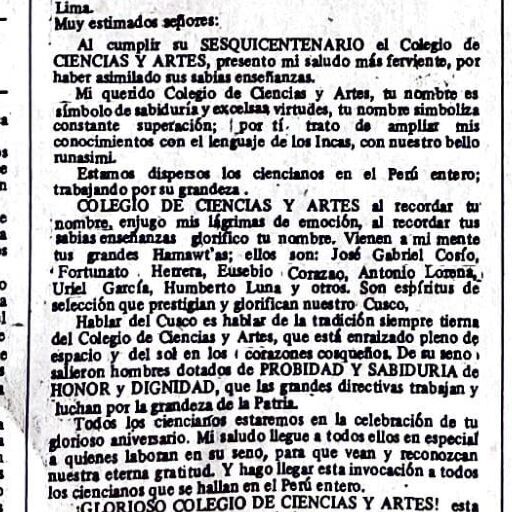 Lima.
Muy estimados señores:
Al cumplir su SESQUICENTENARIO el Colegio de
CIENCIAS Y ARTES, presento mi saludo más ferviente, por
haber asimilado sus sabias enseñanzas.
Mi querido Colegio de Ciencias y Artes, tu nombre es
símbolo de sabiduría y excelsas virtudes, tu nombre simboliza
constante superación; por tí trato de ampliar mis
conocimientos con el lenguaje de los Incas, con nuestro bello
runasimi.
Estamos dispersos los ciencianos en el Perú entero;
trabajando por su grandeza .
COLEGIO DE CIENCIAS Y ARTES al recordar tu
nombre, enjugo mis lágrimas de emoción, al recordar tus
sabias enseñanzas glorifico tu nombre. Vienen a mi mente
tus grandes Hamawt'as; ellos son: José Gabriel Cosío,
Fortunato Herrera, Eusebio Corazao, Antonio Lorena,
Uriel García, Humberto Luna y otros. Son espíritus de
selección que prestigian y glorifican nuestro Cusco,
Hablar del Cusco es hablar de la tradición siempre tierna
del Colegio de Ciencias y Artes, que está enraizado pleno de
espacio y del sol en los corazones cosqueños. De su seno
salieron hombres dotados de PROBIDAD Y SABIDURIA de
HONOR y DIGNIDAD, que las grandes directivas trabajan y
luchan por la grandeza de la Patria.
Todos los ciencianos estaremos en la celebración de tu
glorioso aniversario. Mi saludo llegue a todos ellos en especial
a quienes laboran en su seno, para que vean y reconozcan
nuestra eterna gratitud. Y hago llegar esta invocación a todos
los ciencianos que se hallan en el Perú entero.
¡GLORIOSO COLEGIO DE CIENCIAS Y ARTES! esta